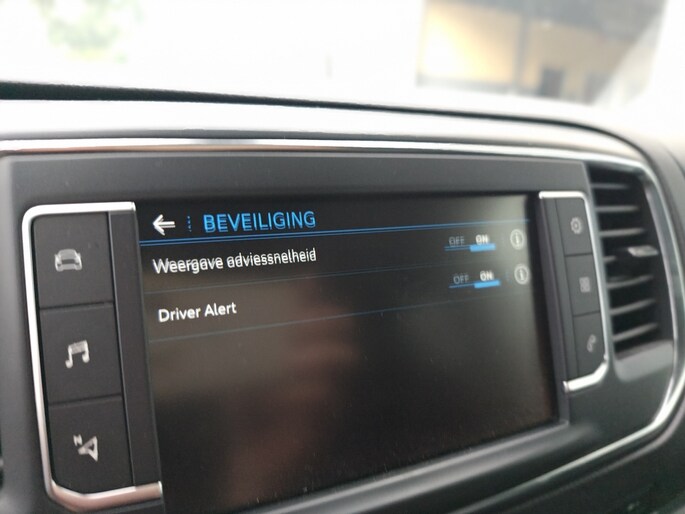 BEVEILIGING
Weergave adviessnelheid OFF ON i
Driver Alert OFF ON i
N